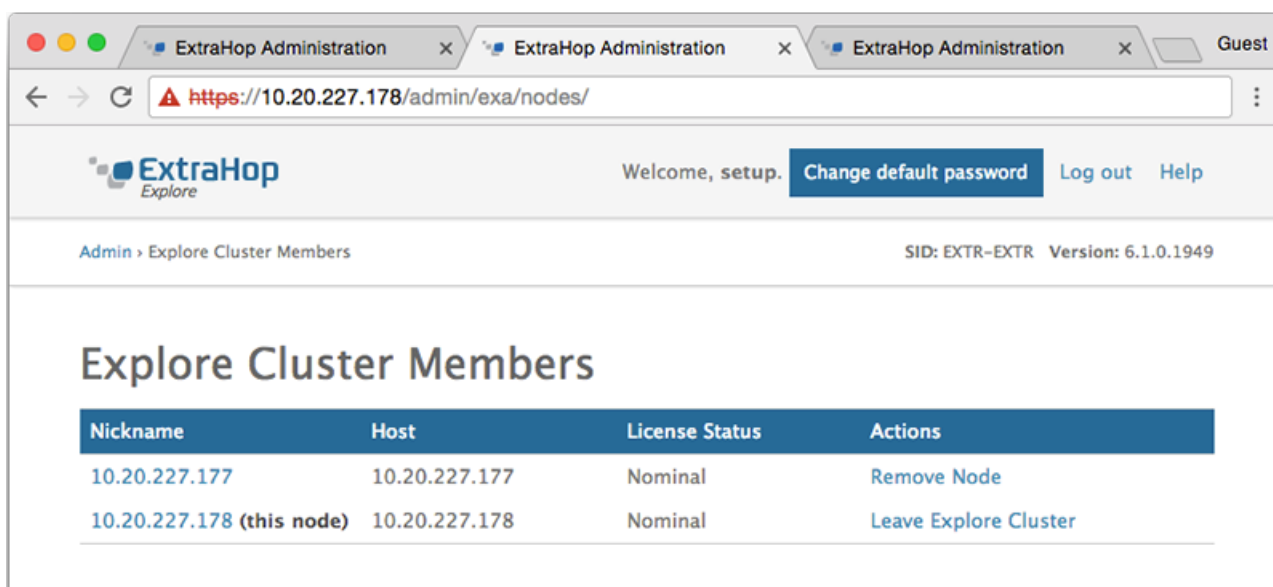 ExtraHop Administration × ExtraHop Administration × ExtraHop Administration × Guest
https://10.20.227.178/admin/exa/nodes/
ExtraHop
Explore
Welcome, setup. Change default password Log out Help
Admin › Explore Cluster Members SID: EXTR-EXTR Version: 6.1.0.1949
Explore Cluster Members
Nickname Host License Status Actions
10.20.227.177 10.20.227.177 Nominal Remove Node
10.20.227.178 (this node) 10.20.227.178 Nominal Leave Explore Cluster